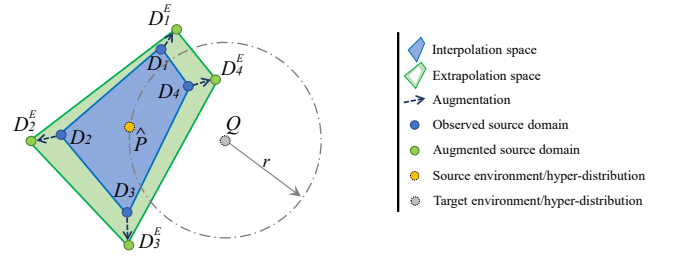 D₁ᴱ
D₁
D₄ᴱ
D₄
D₂ᴱ
D₂
P̂
Q
r
D₃
D₃ᴱ
Interpolation space
Extrapolation space
Augmentation
Observed source domain
Augmented source domain
Source environment/hyper-distribution
Target environment/hyper-distribution